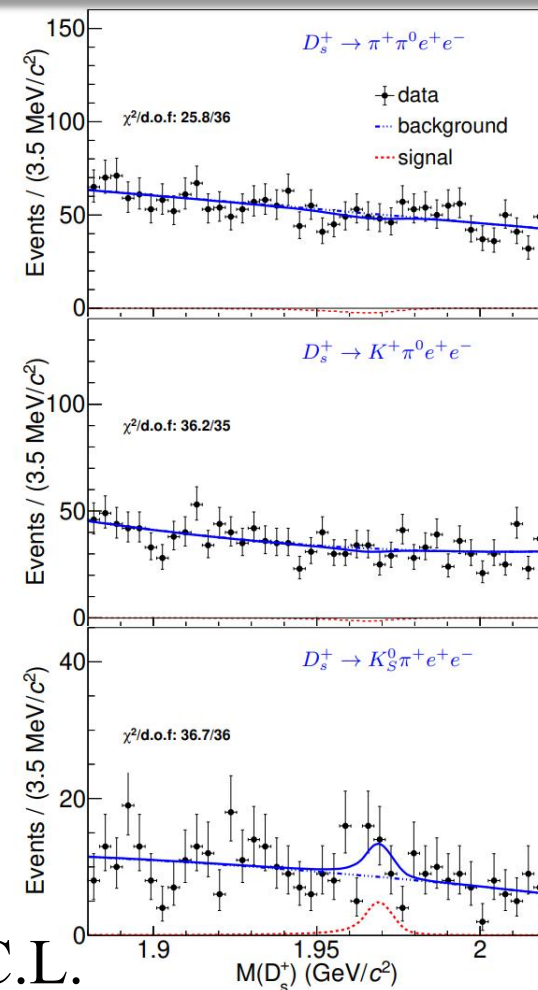 150
D_s^+ → π^+π^0e^+e^-
data
χ²/d.o.f: 25.8/36
background
100
signal
50
0
Events / (3.5 MeV/c²)
D_s^+ → K^+π^0e^+e^-
100
χ²/d.o.f: 36.2/35
50
0
Events / (3.5 MeV/c²)
D_s^+ → K_S^0π^+e^+e^-
40
χ²/d.o.f: 36.7/36
20
0
Events / (3.5 MeV/c²)
1.9 1.95 2
M(D_s^+) (GeV/c²)
C.L.